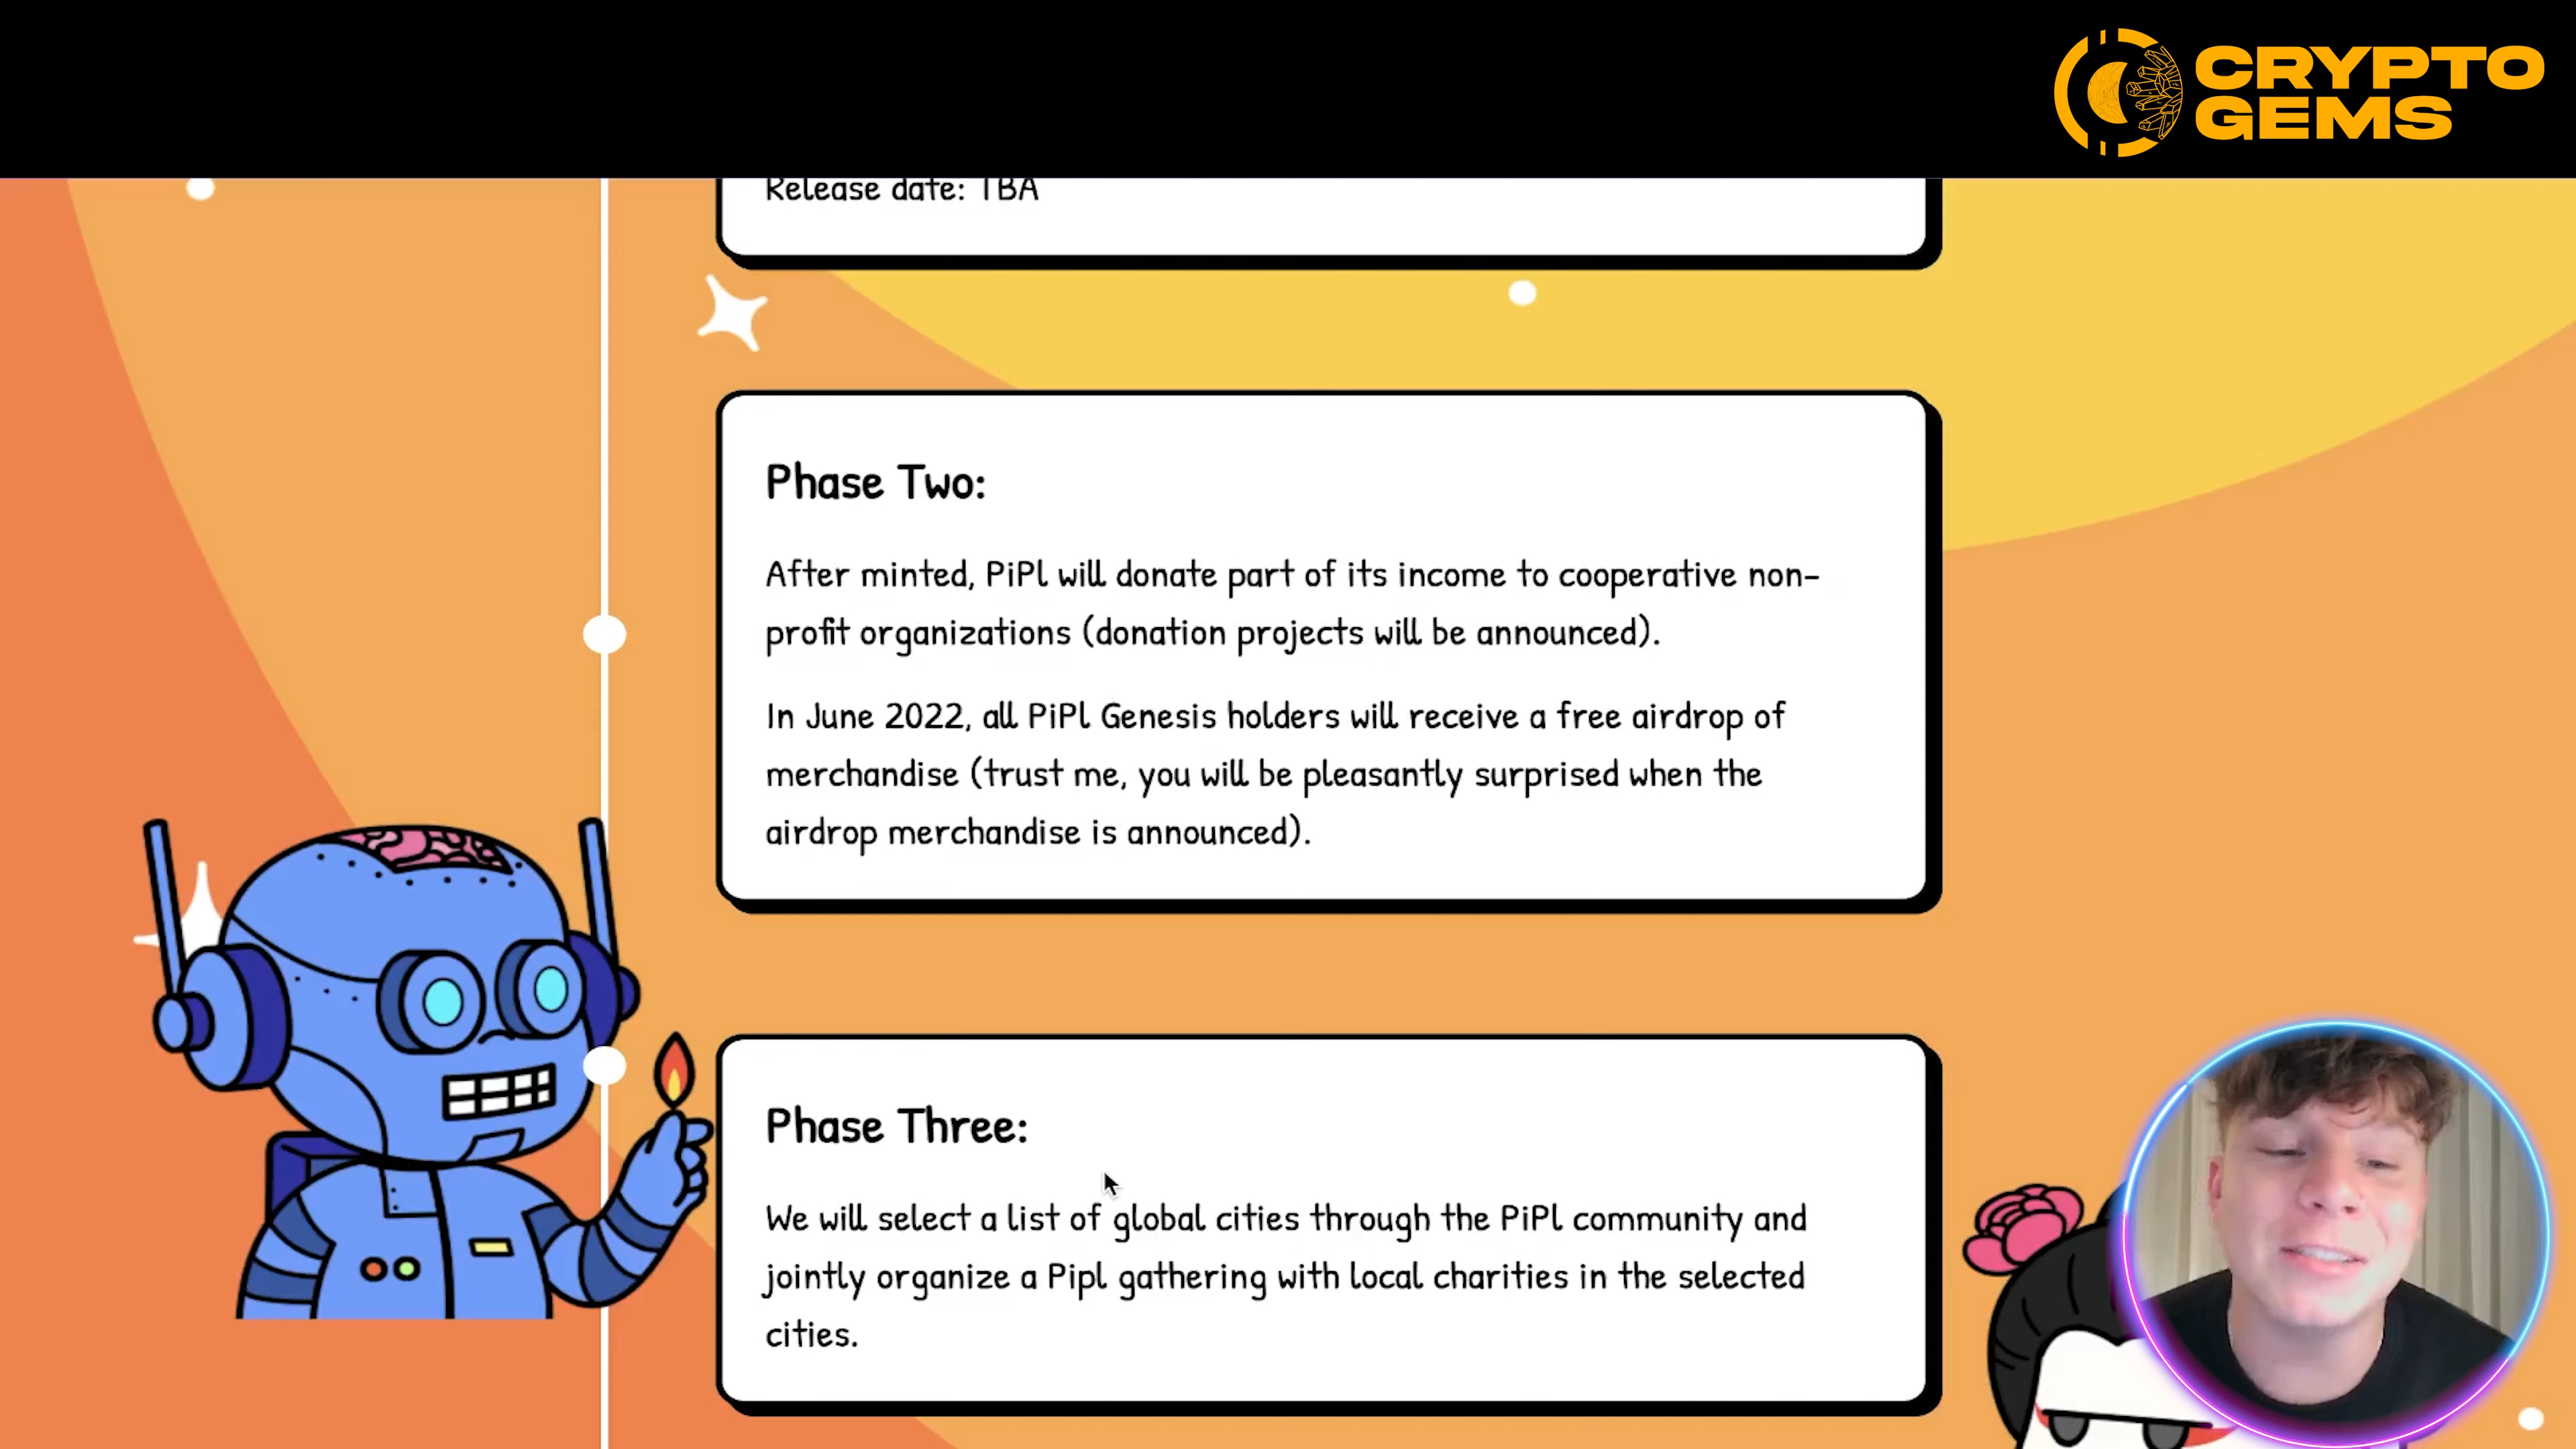 CRYPTO
GEMS
Release date: TBA
Phase Two:
After minted, PiPl will donate part of its income to cooperative non-
profit organizations (donation projects will be announced).
In June 2022, all PiPl Genesis holders will receive a free airdrop of
merchandise (trust me, you will be pleasantly surprised when the
airdrop merchandise is announced).
Phase Three:
We will select a list of global cities through the PiPl community and
jointly organize a Pipl gathering with local charities in the selected
cities.